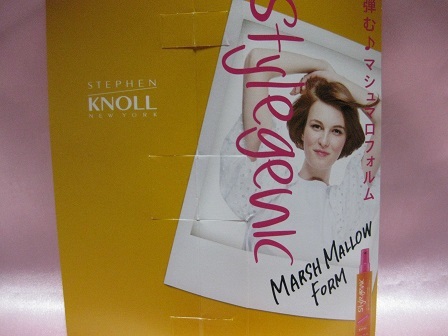 STEPHEN
KNOLL
NEW YORK
Stylegenic
弾む♪マシュマロフォルム
MARSH MALLOW
FORM
Stylegenic